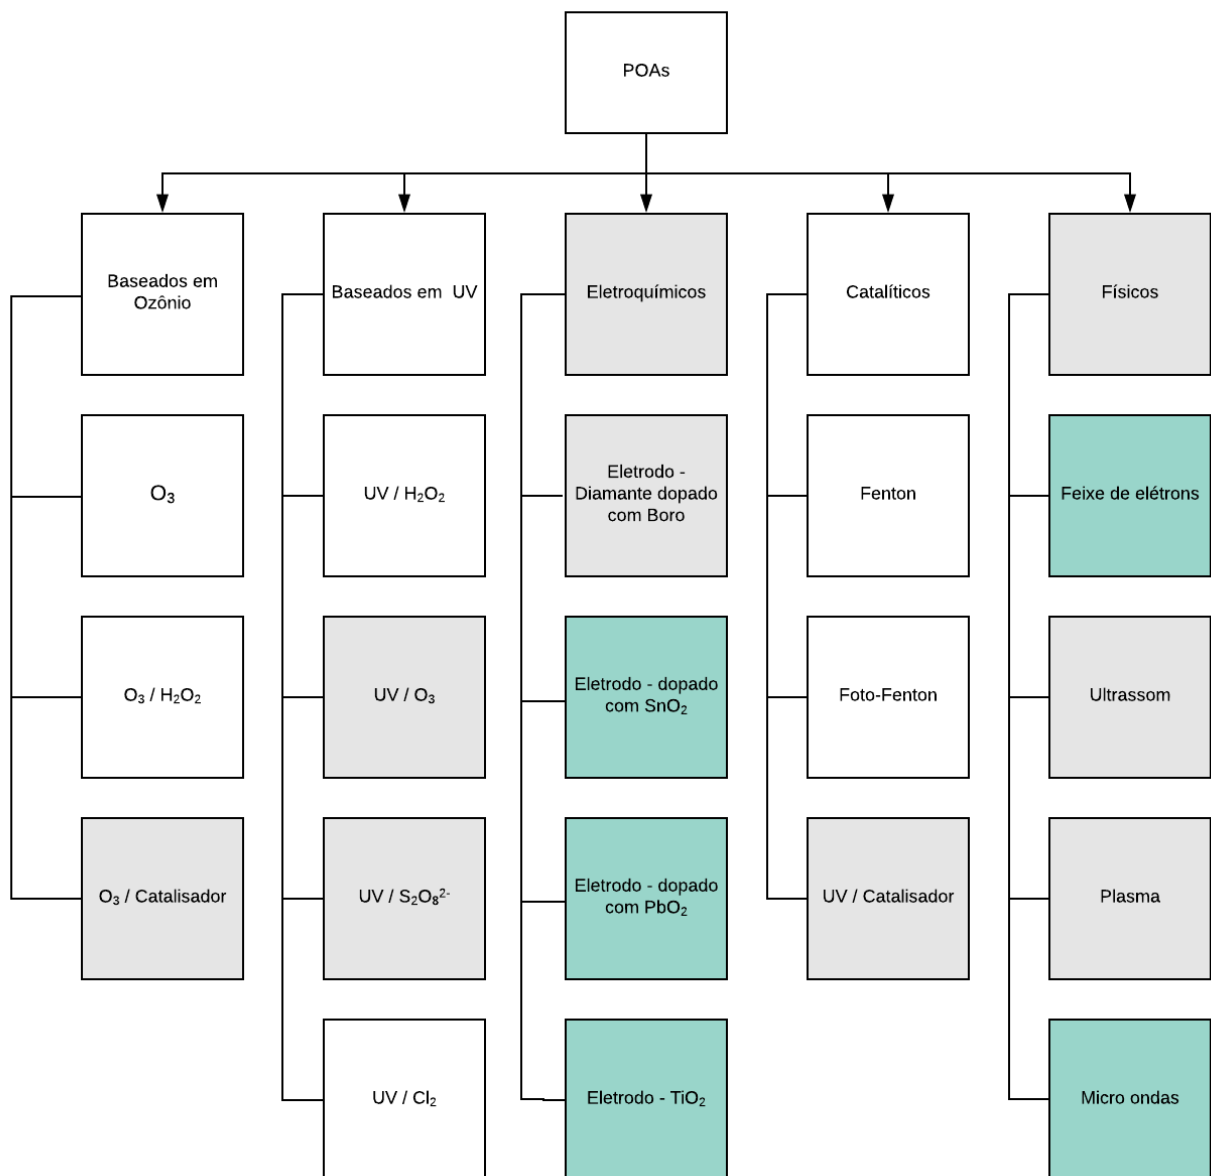 POAs
Baseados em
Ozônio
Baseados em UV
Eletroquímicos
Catalíticos
Físicos
O₃
UV / H₂O₂
Eletrodo -
Diamante dopado
com Boro
Fenton
Feixe de elétrons
O₃ / H₂O₂
UV / O₃
Eletrodo - dopado
com SnO₂
Foto-Fenton
Ultrassom
O₃ / Catalisador
UV / S₂O₈²⁻
Eletrodo - dopado
com PbO₂
UV / Catalisador
Plasma
UV / Cl₂
Eletrodo - TiO₂
Micro ondas